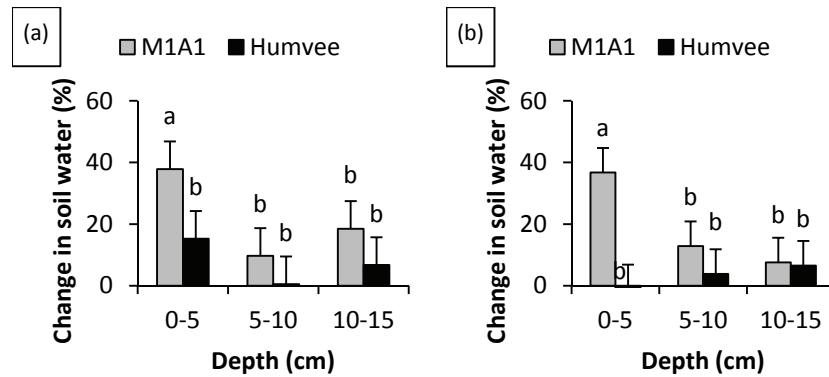 (a)
M1A1 Humvee
Change in soil water (%)
60
40
20
0
a
b
b
b
b
b
0-5 5-10 10-15
Depth (cm)
(b)
M1A1 Humvee
Change in soil water (%)
60
40
20
0
a
b
b
b
b
b
0-5 5-10 10-15
Depth (cm)